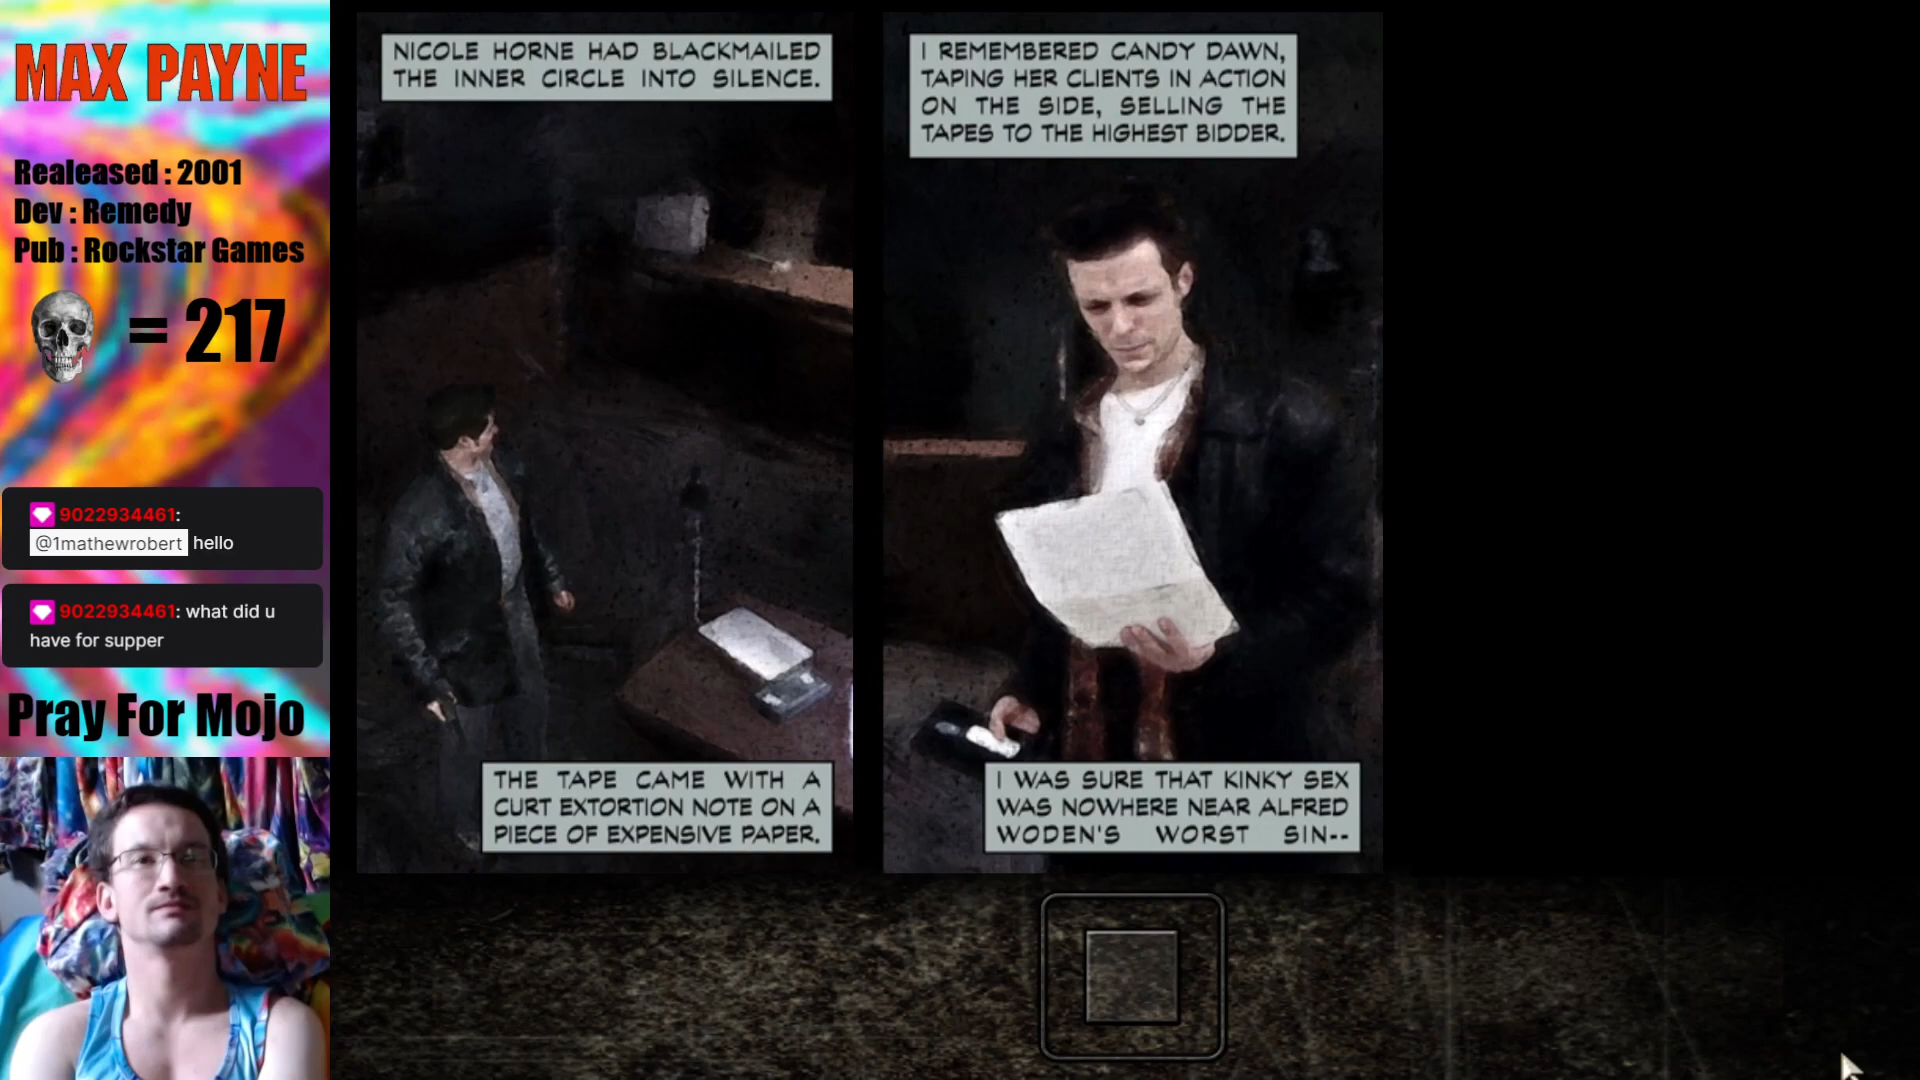 MAX PAYNE
Realeased : 2001
Dev : Remedy
Pub : Rockstar Games
= 217
9022934461:
@1mathewrobert hello
9022934461: what did u
have for supper
Pray For Mojo
NICOLE HORNE HAD BLACKMAILED
THE INNER CIRCLE INTO SILENCE.
THE TAPE CAME WITH A
CURT EXTORTION NOTE ON A
PIECE OF EXPENSIVE PAPER.
I REMEMBERED CANDY DAWN,
TAPING HER CLIENTS IN ACTION
ON THE SIDE, SELLING THE
TAPES TO THE HIGHEST BIDDER.
I WAS SURE THAT KINKY SEX
WAS NOWHERE NEAR ALFRED
WODEN'S WORST SIN--